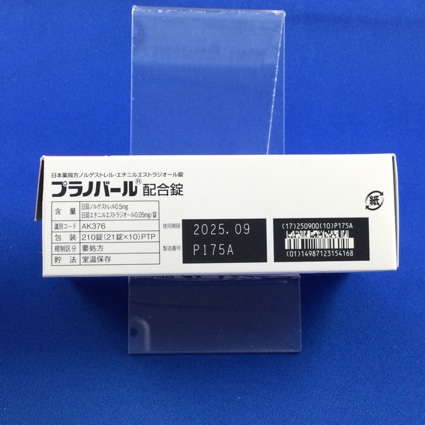 日本薬局方ノルゲストレル・エチニルエストラジオール錠
プラノバール® 配合錠
含量 日局ノルゲストレル0.5mg
日局エチニルエストラジオール0.05mg/錠
識別コード AK376
包装 210錠(21錠×10)PTP
規制区分 要処方
貯法 室温保存
使用期限 2025.09
製造番号 P175A
(17)250900(10)P175A
(01)14987123154168
紙